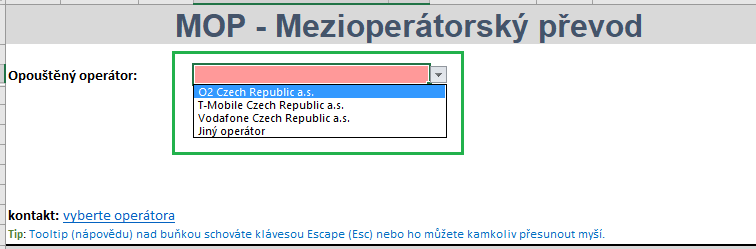 MOP - Mezioperátorský převod
Opouštěný operátor:
O2 Czech Republic a.s.
T-Mobile Czech Republic a.s.
Vodafone Czech Republic a.s.
Jiný operátor
kontakt: vyberte operátora
Tip: Tooltip (nápovědu) nad buňkou schováte klávesou Escape (Esc) nebo ho můžete kamkoliv přesunout myší.